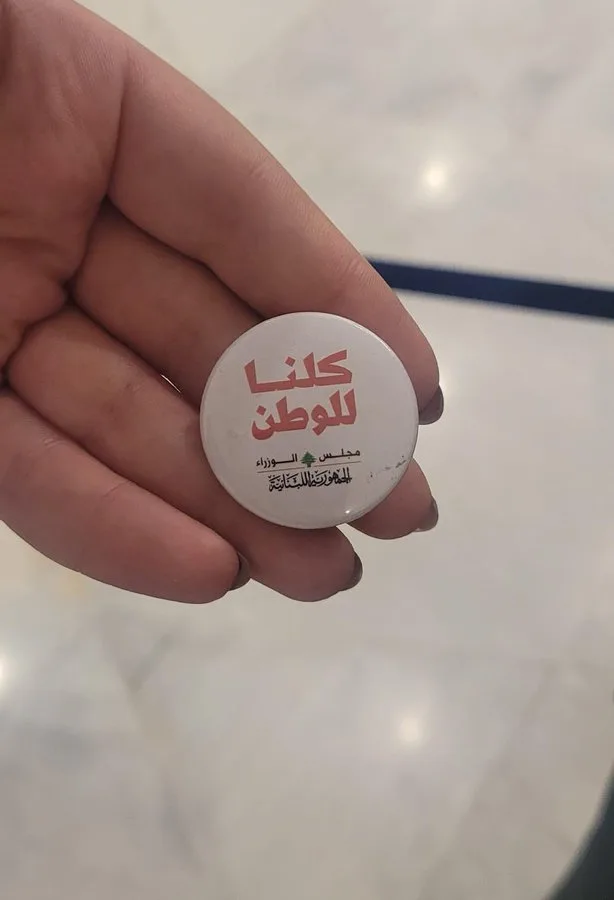 كلنا
للوطن
مجلس الوزراء
الجمهورية اللبنانية